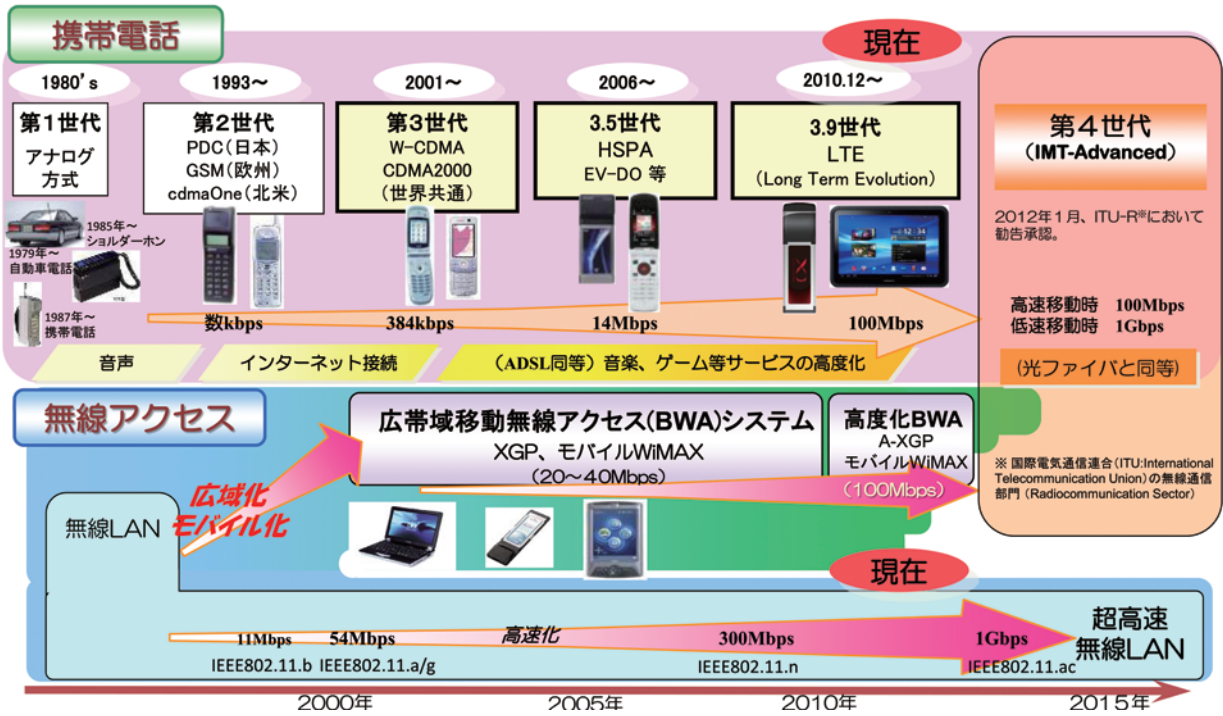 携帯電話
現在
1980's
1993～
2001～
2006～
2010.12～
第1世代
アナログ
方式
第2世代
PDC(日本)
GSM(欧州)
cdmaOne(北米)
第3世代
W-CDMA
CDMA2000
(世界共通)
3.5世代
HSPA
EV-DO 等
3.9世代
LTE
(Long Term Evolution)
第4世代
(IMT-Advanced)
2012年1月、ITU-R※において
勧告承認。
1985年～
ショルダーホン
1979年～
自動車電話
1987年～
携帯電話
数kbps
384kbps
14Mbps
100Mbps
高速移動時 100Mbps
低速移動時 1Gbps
音声
インターネット接続
(ADSL同等) 音楽、ゲーム等サービスの高度化
(光ファイバと同等)
無線アクセス
広帯域移動無線アクセス(BWA)システム
XGP、モバイルWiMAX
(20～40Mbps)
高度化BWA
A-XGP
モバイルWiMAX
(100Mbps)
※ 国際電気通信連合(ITU:International
Telecommunication Union)の無線通信
部門 (Radiocommunication Sector)
広域化
モバイル化
無線LAN
現在
11Mbps
54Mbps
高速化
300Mbps
1Gbps
超高速
無線LAN
IEEE802.11.b
IEEE802.11.a/g
IEEE802.11.n
IEEE802.11.ac
2000年
2005年
2010年
2015年